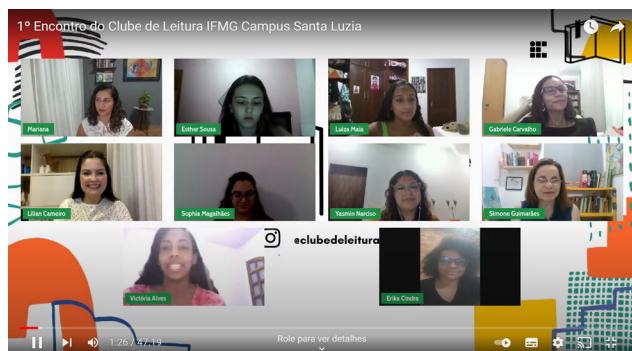 1º Encontro do Clube de Leitura IFMG Campus Santa Luzia
Mariana
Esther Sousa
Luiza Maia
Gabriele Carvalho
Lilian Carneiro
Sophia Magalhães
Yasmin Narciso
Simone Guimarães
eclubedeleitura
Victória Alves
Erika Cindra
1:26 / 47:19
Role para ver detalhes